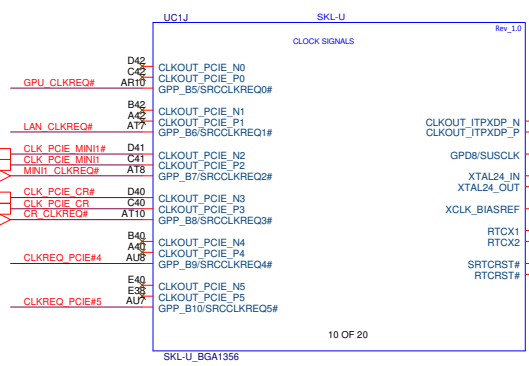 UC1J SKL-U
Rev_1.0
CLOCK SIGNALS
D42 CLKOUT_PCIE_N0
C42 CLKOUT_PCIE_P0
GPU_CLKREQ# AR10 GPP_B5/SRCCLKREQ0#
B42 CLKOUT_PCIE_N1
A42 CLKOUT_PCIE_P1 CLKOUT_ITPXDP_N
LAN_CLKREQ# AT7 GPP_B6/SRCCLKREQ1# CLKOUT_ITPXDP_P
CLK_PCIE_MINI1# D41 CLKOUT_PCIE_N2 GPD8/SUSCLK
CLK_PCIE_MINI1 C41 CLKOUT_PCIE_P2
MINI1_CLKREQ# AT8 GPP_B7/SRCCLKREQ2# XTAL24_IN
XTAL24_OUT
CLK_PCIE_CR# D40 CLKOUT_PCIE_N3
CLK_PCIE_CR C40 CLKOUT_PCIE_P3 XCLK_BIASREF
CR_CLKREQ# AT10 GPP_B8/SRCCLKREQ3#
RTCX1
B40 CLKOUT_PCIE_N4 RTCX2
A40 CLKOUT_PCIE_P4
CLKREQ_PCIE#4 AU8 GPP_B9/SRCCLKREQ4# SRTCRST#
RTCRST#
E40 CLKOUT_PCIE_N5
E38 CLKOUT_PCIE_P5
CLKREQ_PCIE#5 AU7 GPP_B10/SRCCLKREQ5#
10 OF 20
SKL-U_BGA1356